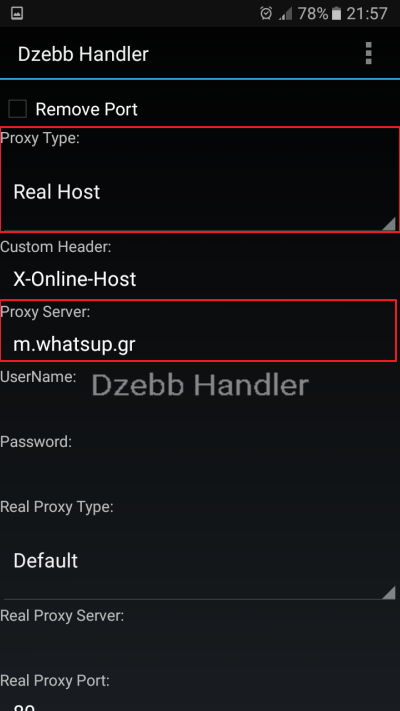 78% 21:57
Dzebb Handler
Remove Port
Proxy Type:
Real Host
Custom Header:
X-Online-Host
Proxy Server:
m.whatsup.gr
UserName:
Dzebb Handler
Password:
Real Proxy Type:
Default
Real Proxy Server:
Real Proxy Port:
80